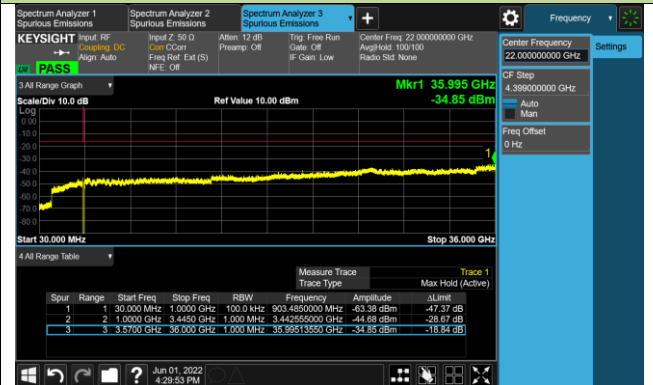 Spectrum Analyzer 1
Spurious Emissions
Spectrum Analyzer 2
Spurious Emissions
Spectrum Analyzer 3
Spurious Emissions
Frequency
KEYSIGHT
Input: RF
Coupling: DC
Align: Auto
Input Z: 50 Ω
Corr CCorr
Freq Ref: Ext (S)
NFE: Off
Atten: 12 dB
Preamp: Off
Trig: Free Run
Gate: Off
IF Gain: Low
Center Freq: 22.000000000 GHz
Avg|Hold: 100/100
Radio Std: None
PASS
Center Frequency
22.000000000 GHz
Settings
CF Step
4.399000000 GHz
Auto
Man
Freq Offset
0 Hz
3 All Range Graph
Mkr1 35.995 GHz
-34.85 dBm
Scale/Div 10.0 dB
Ref Value 10.00 dBm
Log
0.00
-10.0
-20.0
-30.0
-40.0
-50.0
-60.0
-70.0
-80.0
1
Start 30.000 MHz
Stop 36.000 GHz
4 All Range Table
Measure Trace Trace 1
Trace Type Max Hold (Active)
Spur Range Start Freq Stop Freq RBW Frequency Amplitude ΔLimit
1 1 30.000 MHz 1.0000 GHz 100.0 kHz 903.4850000 MHz -63.38 dBm -47.37 dB
2 2 1.0000 GHz 3.4450 GHz 1.000 MHz 3.442555000 GHz -44.68 dBm -28.67 dB
3 3 3.5700 GHz 36.000 GHz 1.000 MHz 35.99513550 GHz -34.85 dBm -18.84 dB
Jun 01, 2022
4:29:53 PM